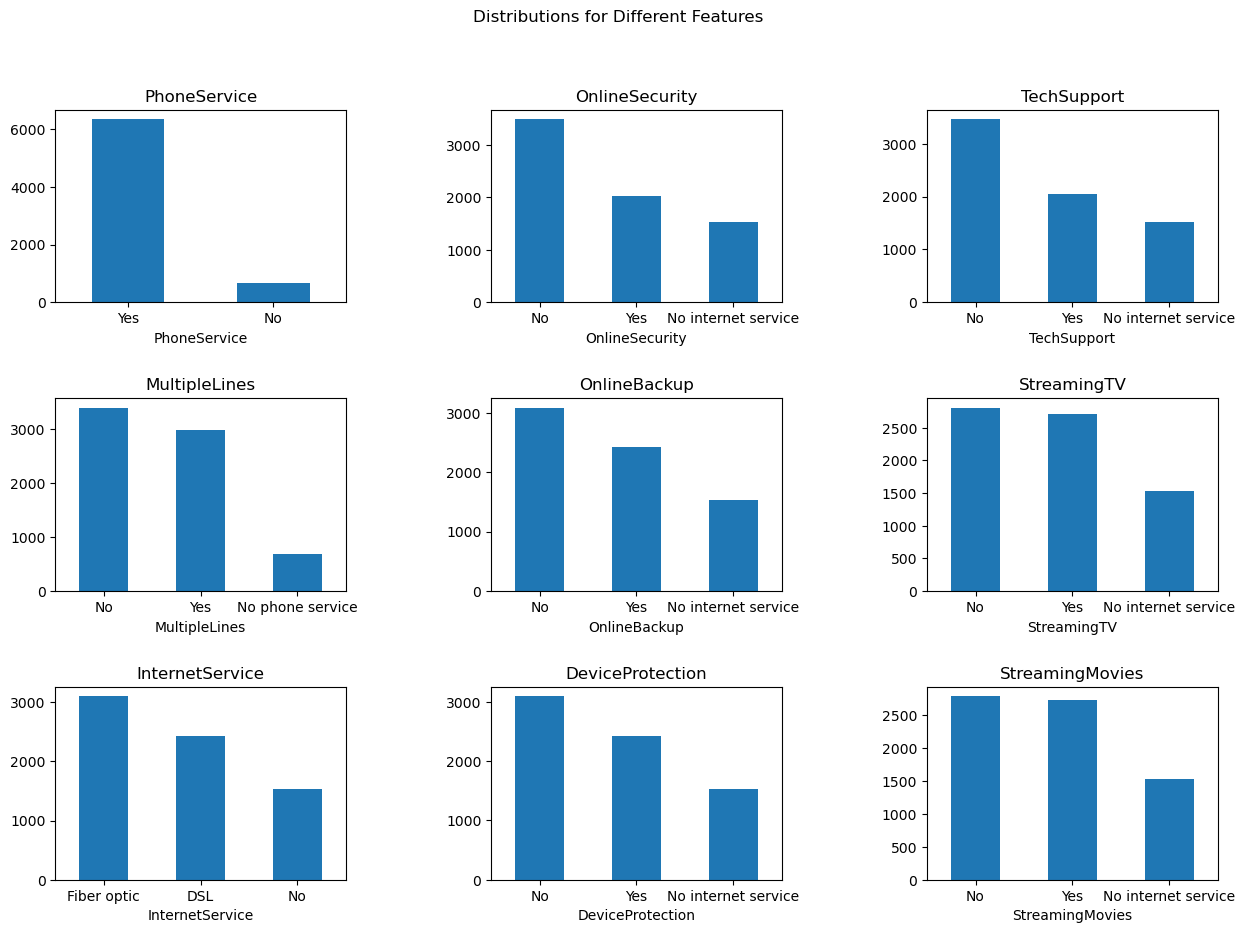 Distributions for Different Features
PhoneService
6000
4000
2000
0
Yes No
PhoneService
OnlineSecurity
3000
2000
1000
0
No Yes No internet service
OnlineSecurity
TechSupport
3000
2000
1000
0
No Yes No internet service
TechSupport
MultipleLines
3000
2000
1000
0
No Yes No phone service
MultipleLines
OnlineBackup
3000
2000
1000
0
No Yes No internet service
OnlineBackup
StreamingTV
2500
2000
1500
1000
500
0
No Yes No internet service
StreamingTV
InternetService
3000
2000
1000
0
Fiber optic DSL No
InternetService
DeviceProtection
3000
2000
1000
0
No Yes No internet service
DeviceProtection
StreamingMovies
2500
2000
1500
1000
500
0
No Yes No internet service
StreamingMovies